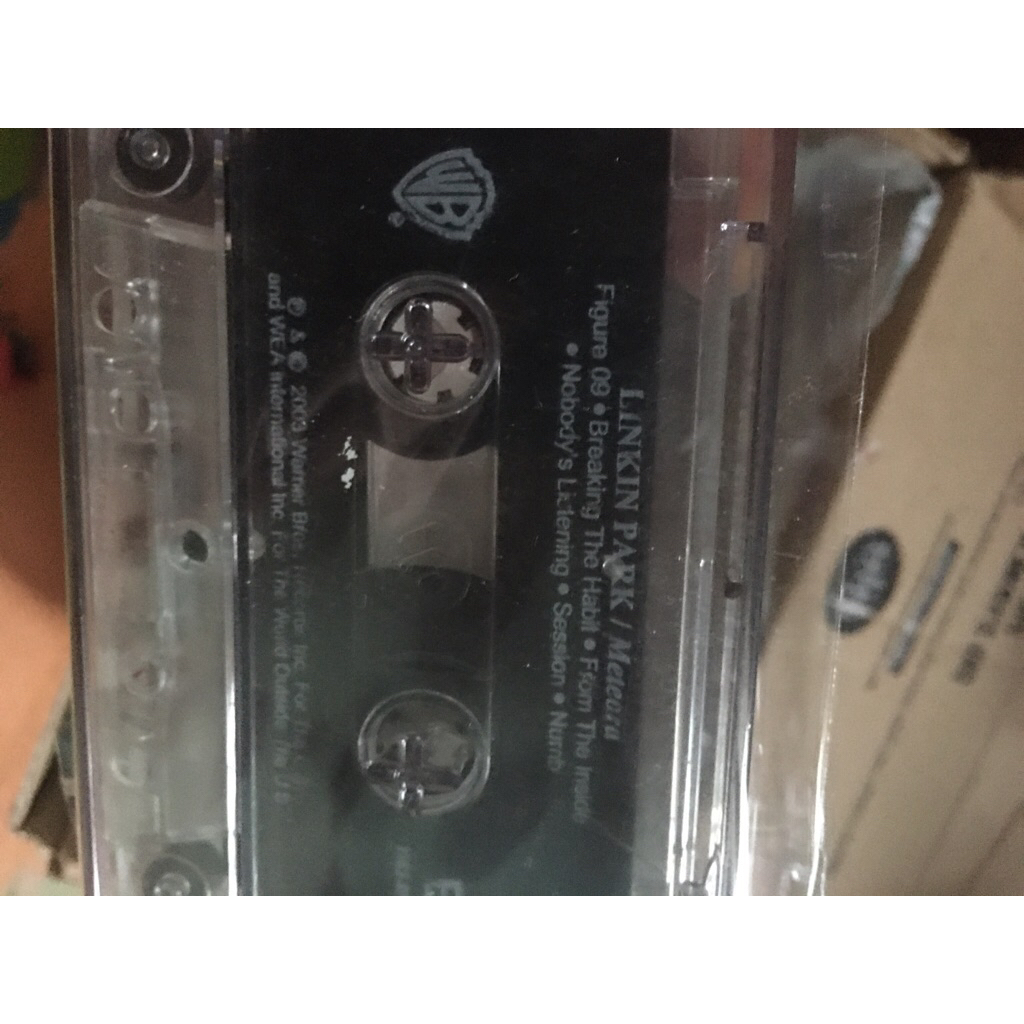 WB
®
LINKIN PARK / Meteora
Figure 09 • Breaking The Habit • From The Inside
• Nobody's Listening • Session • Numb
℗ & © 2003 Warner Bros. Inc. For The U.S.
and WEA International Inc. For The World Outside The U.S.